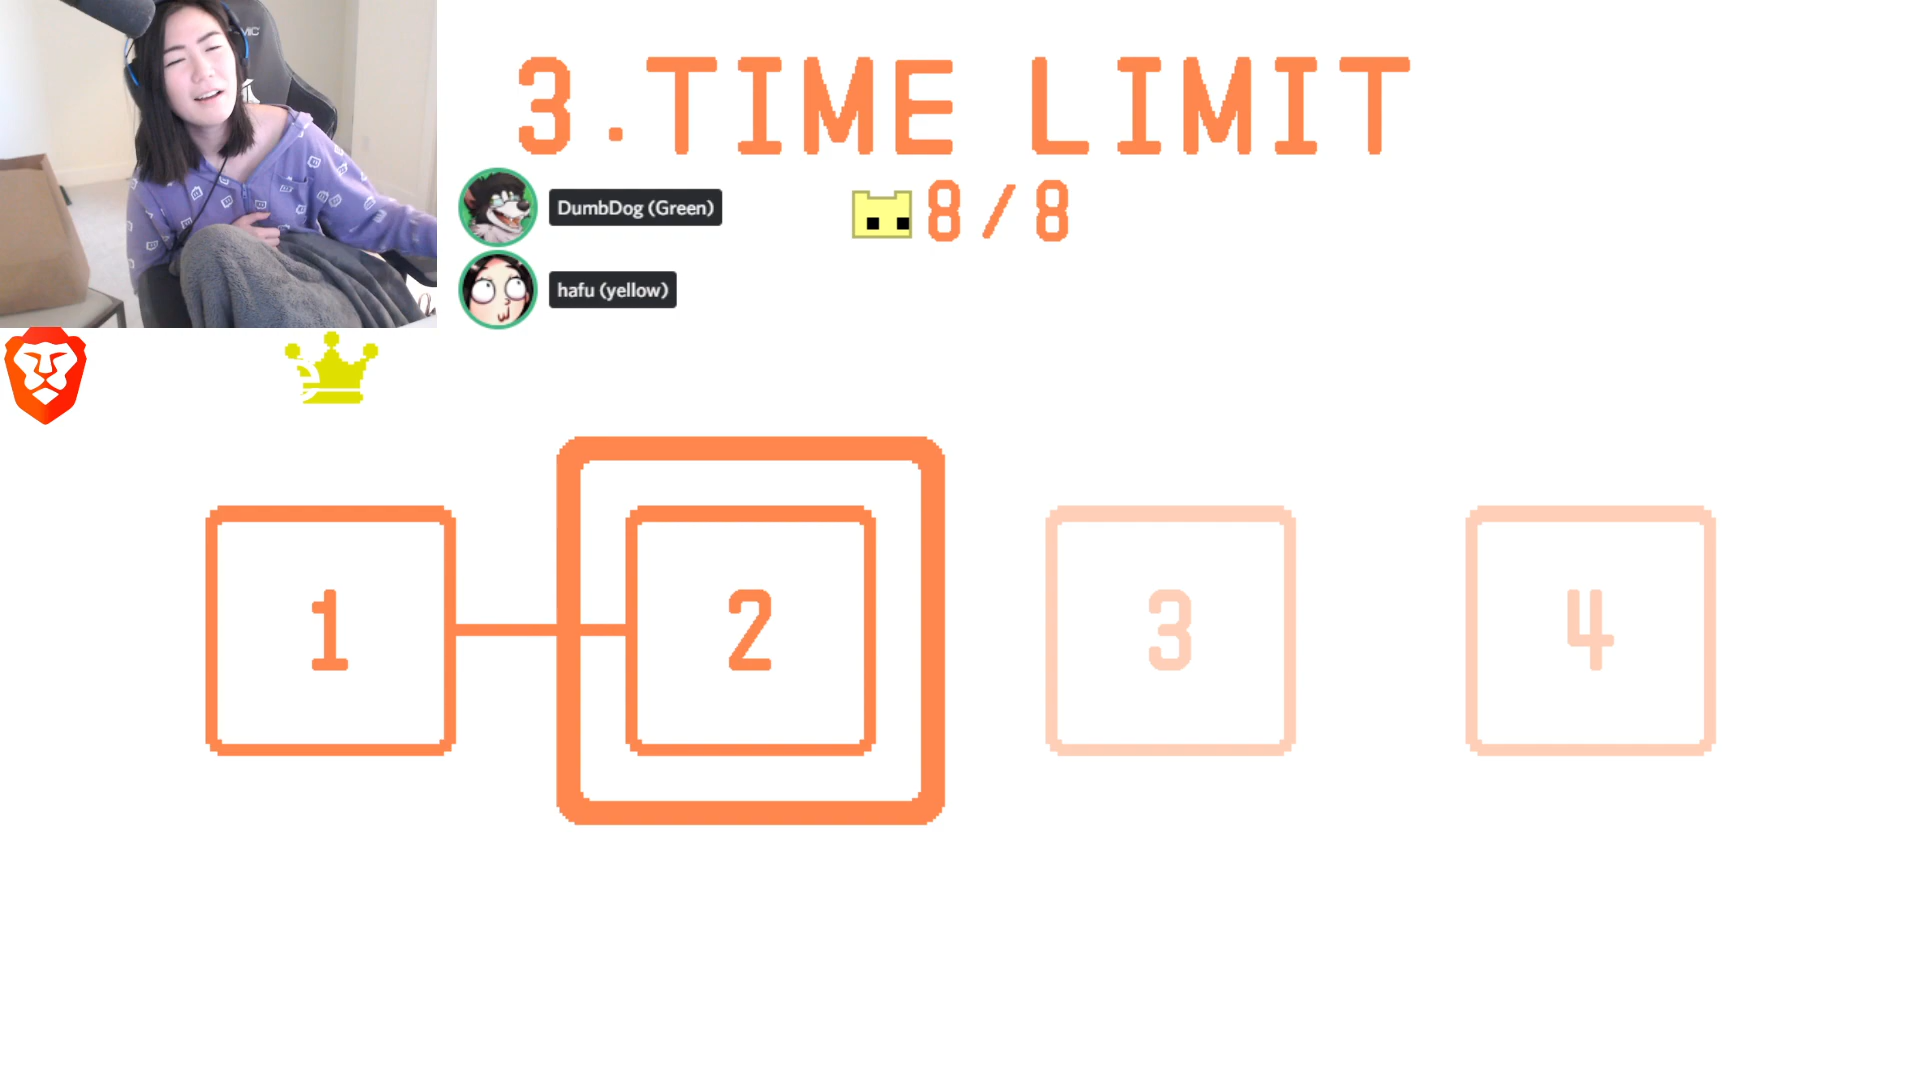 3.TIME LIMIT
DumbDog (Green)
8/8
hafu (yellow)
1
2
3
4